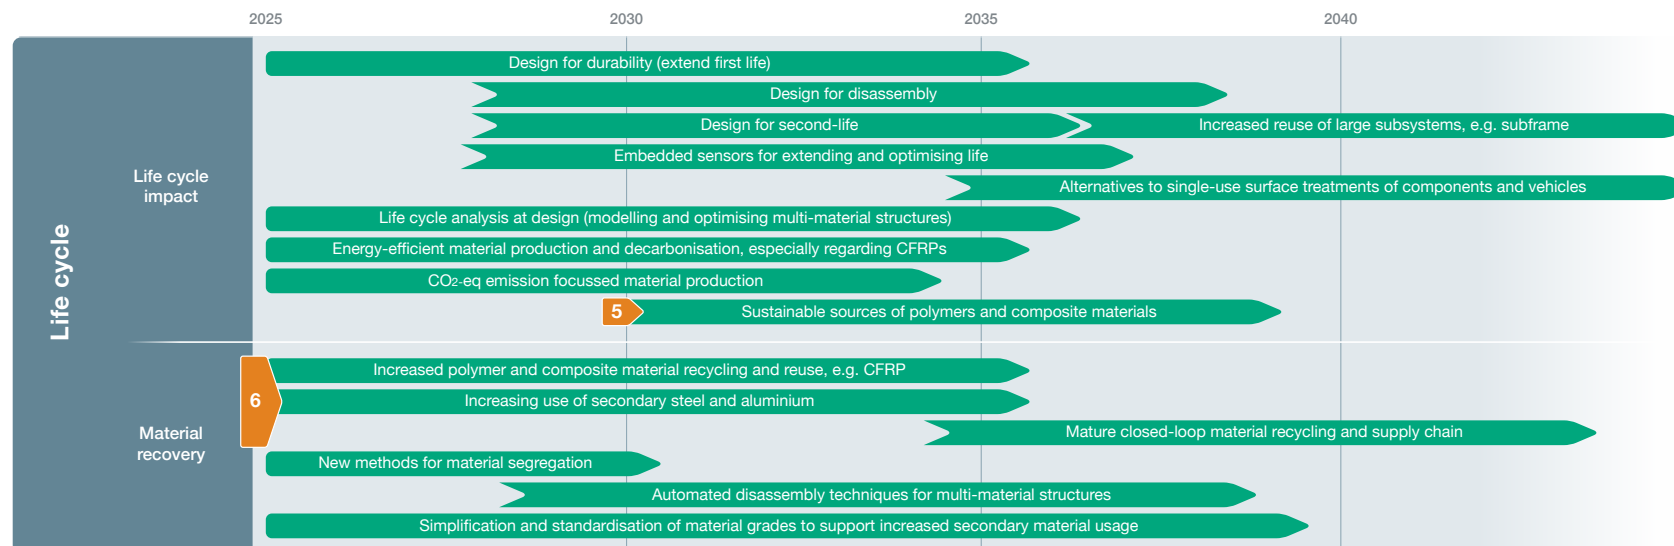 2025 2030 2035 2040
Life cycle
Life cycle
impact
Design for durability (extend first life)
Design for disassembly
Design for second-life
Increased reuse of large subsystems, e.g. subframe
Embedded sensors for extending and optimising life
Alternatives to single-use surface treatments of components and vehicles
Life cycle analysis at design (modelling and optimising multi-material structures)
Energy-efficient material production and decarbonisation, especially regarding CFRPs
CO2-eq emission focussed material production
5
Sustainable sources of polymers and composite materials
Material
recovery
6
Increased polymer and composite material recycling and reuse, e.g. CFRP
Increasing use of secondary steel and aluminium
Mature closed-loop material recycling and supply chain
New methods for material segregation
Automated disassembly techniques for multi-material structures
Simplification and standardisation of material grades to support increased secondary material usage